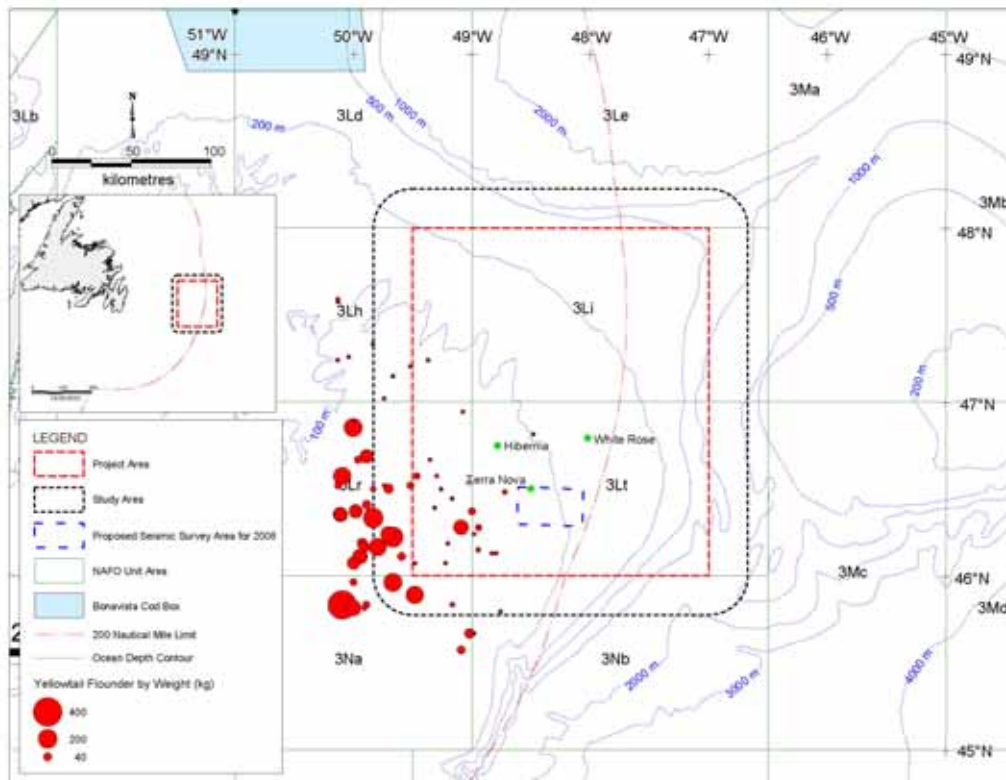 51°W
50°W
49°W
48°W
47°W
46°W
45°W
49°N
49°N
3Lb
N
3Ld
3Le
3Ma
200 m
500 m
1000 m
2000 m
1000 m
0 50 100
kilometres
3Mb
48°N
500 m
3Lh
3Li
200 m
100 m
47°N
Hibernia
White Rose
Terra Nova
3Lf
3Lt
46°N
3Mc
3Md
3Na
3Nb
2000 m
3000 m
4000 m
45°N
LEGEND
Project Area
Study Area
Proposed Seismic Survey Area for 2008
NAFO Unit Area
Bonavista Cod Box
200 Nautical Mile Limit
Ocean Depth Contour
Yellowtail Flounder by Weight (kg)
400
200
40